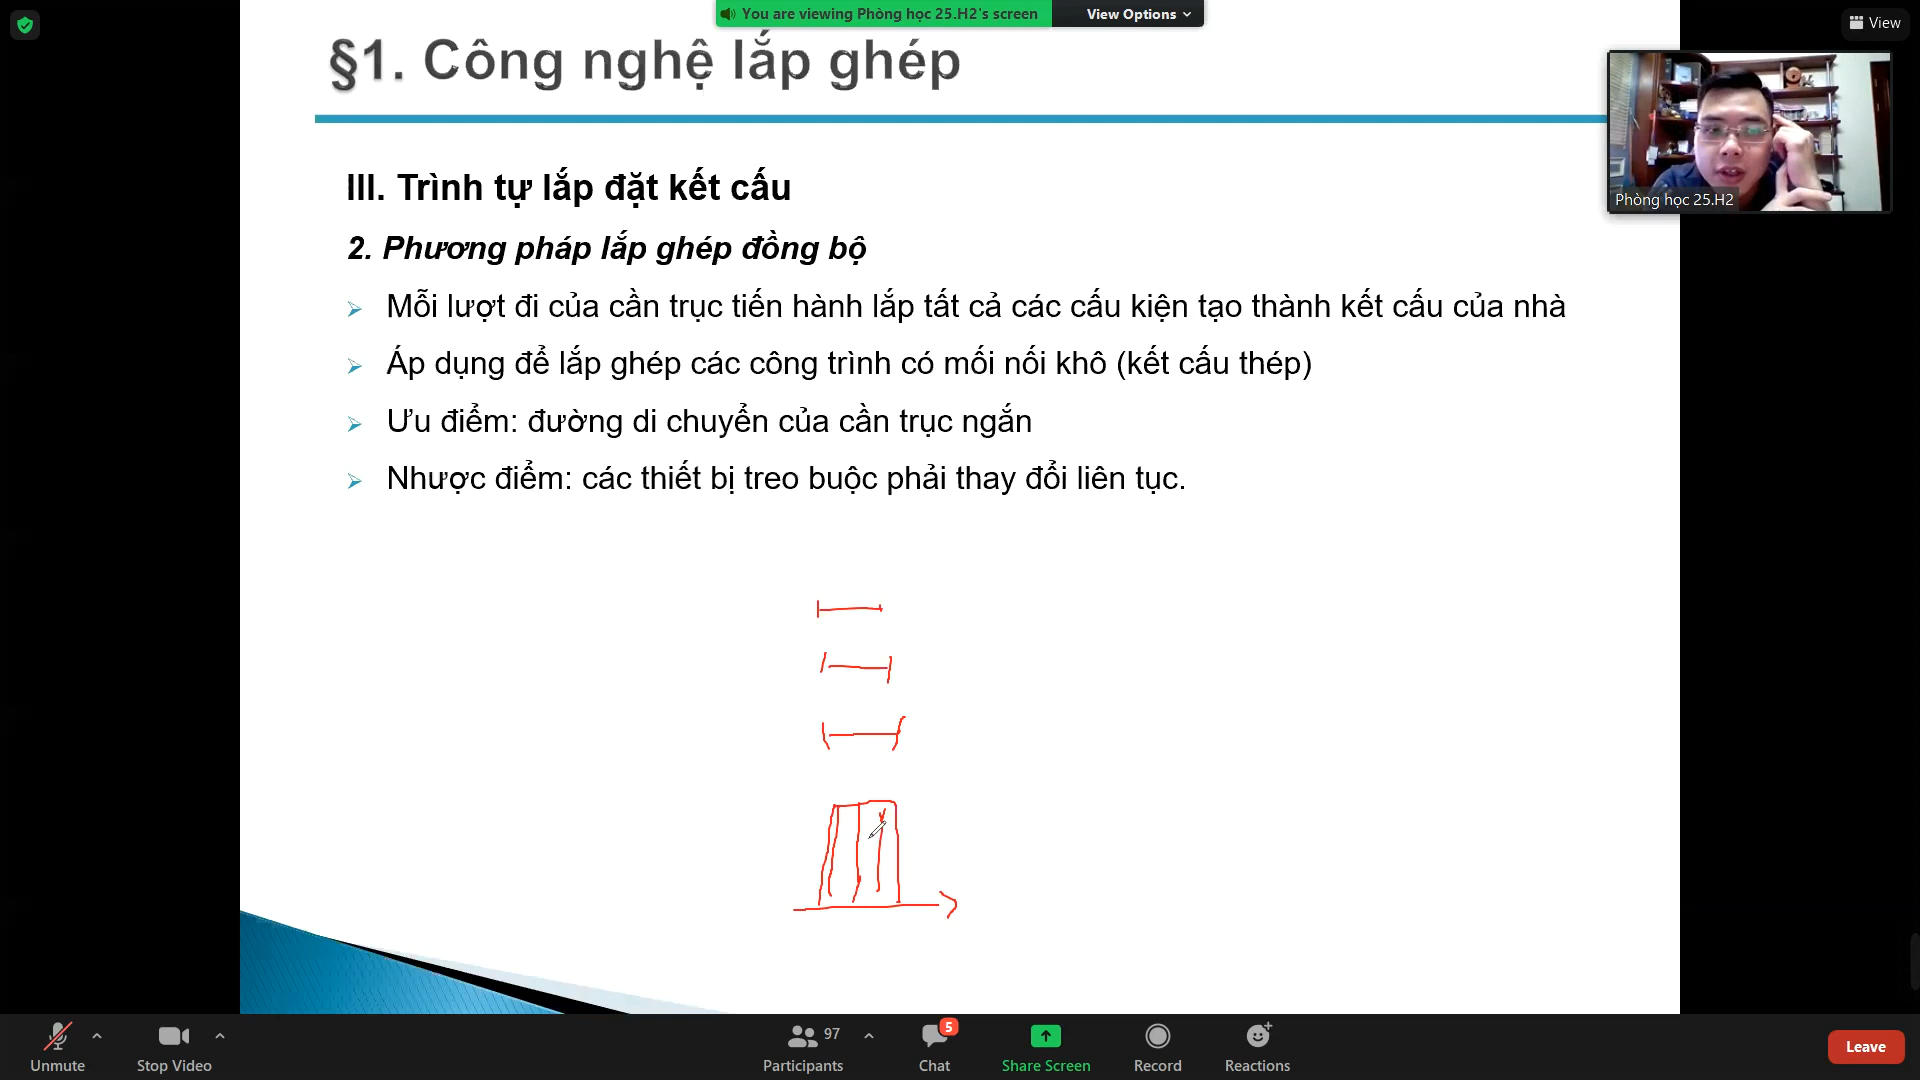 You are viewing Phòng học 25.H2's screen
View Options
View
§1. Công nghệ lắp ghép
Phòng học 25.H2
III. Trình tự lắp đặt kết cấu
2. Phương pháp lắp ghép đồng bộ
Mỗi lượt đi của cần trục tiến hành lắp tất cả các cấu kiện tạo thành kết cấu của nhà
Áp dụng để lắp ghép các công trình có mối nối khô (kết cấu thép)
Ưu điểm: đường di chuyển của cần trục ngắn
Nhược điểm: các thiết bị treo buộc phải thay đổi liên tục.
97
5
Unmute
Stop Video
Participants
Chat
Share Screen
Record
Reactions
Leave